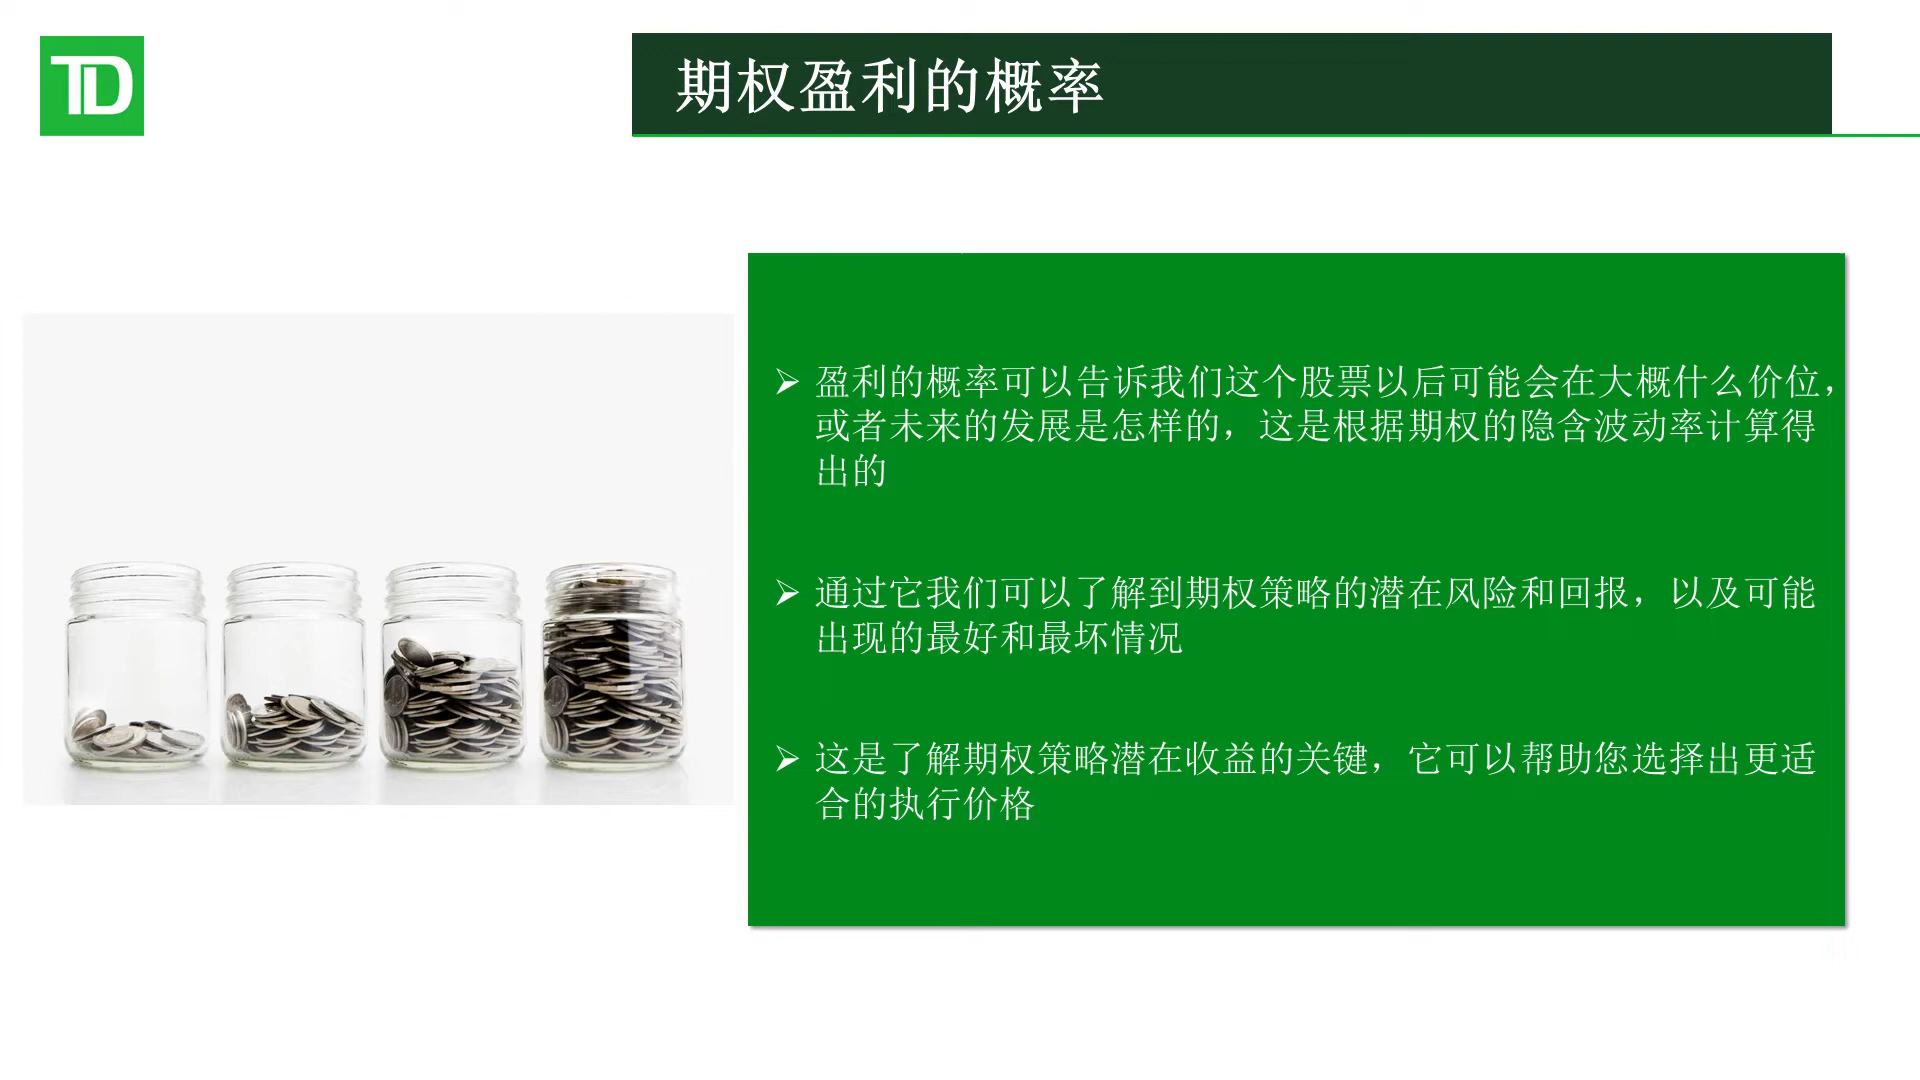 TD
期权盈利的概率
盈利的概率可以告诉我们这个股票以后可能会在大概什么价位，
或者未来的发展是怎样的，这是根据期权的隐含波动率计算得
出的
通过它我们可以了解到期权策略的潜在风险和回报，以及可能
出现的最好和最坏情况
这是了解期权策略潜在收益的关键，它可以帮助您选择出更适
合的执行价格